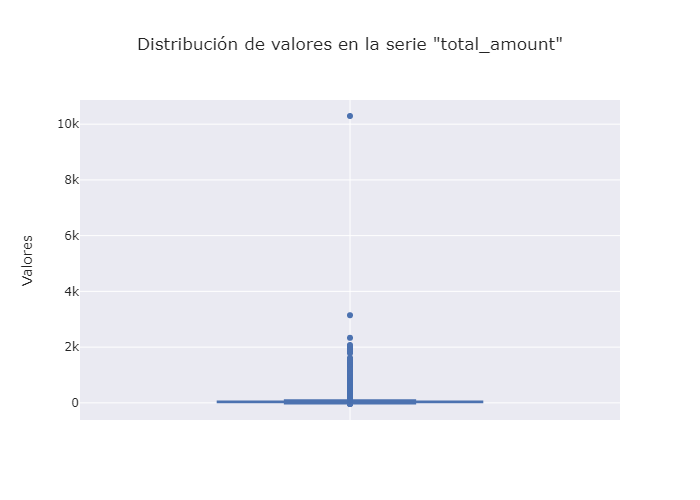 Distribución de valores en la serie "total_amount"
10k
8k
6k
4k
2k
0
Valores